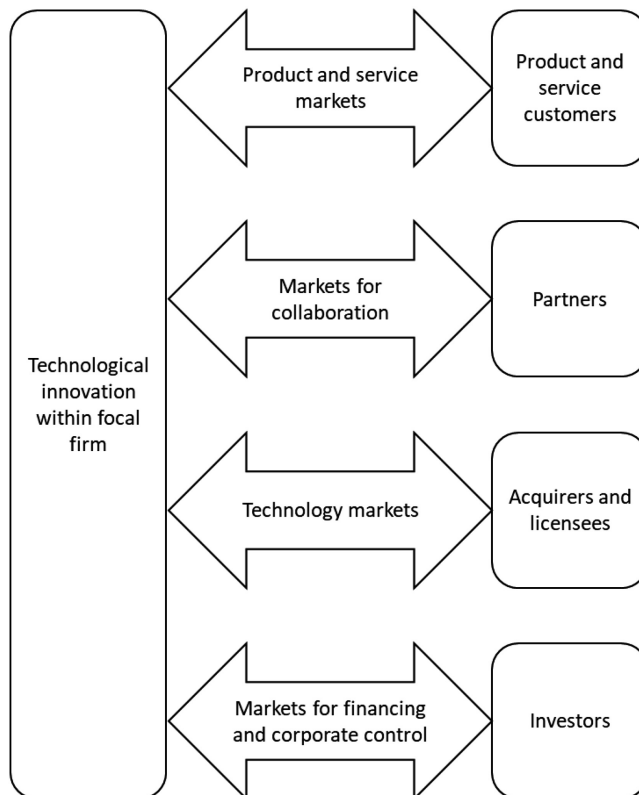 Technological
innovation
within focal
firm
Product and service
markets
Product and
service
customers
Markets for
collaboration
Partners
Technology markets
Acquirers and
licensees
Markets for financing
and corporate control
Investors